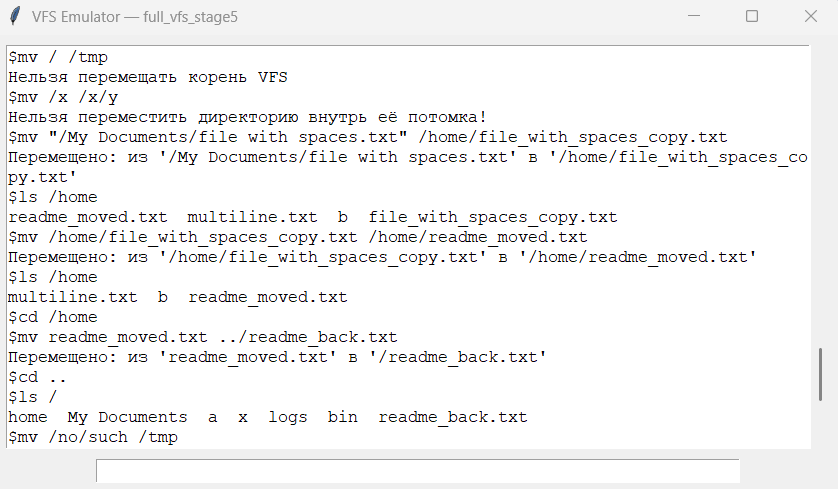 VFS Emulator — full_vfs_stage5
$mv / /tmp
Нельзя перемещать корень VFS
$mv /x /x/y
Нельзя переместить директорию внутрь её потомка!
$mv "/My Documents/file with spaces.txt" /home/file_with_spaces_copy.txt
Перемещено: из '/My Documents/file with spaces.txt' в '/home/file_with_spaces_co
py.txt'
$ls /home
readme_moved.txt  multiline.txt  b  file_with_spaces_copy.txt
$mv /home/file_with_spaces_copy.txt /home/readme_moved.txt
Перемещено: из '/home/file_with_spaces_copy.txt' в '/home/readme_moved.txt'
$ls /home
multiline.txt  b  readme_moved.txt
$cd /home
$mv readme_moved.txt ../readme_back.txt
Перемещено: из 'readme_moved.txt' в '/readme_back.txt'
$cd ..
$ls /
home  My Documents  a  x  logs  bin  readme_back.txt
$mv /no/such /tmp